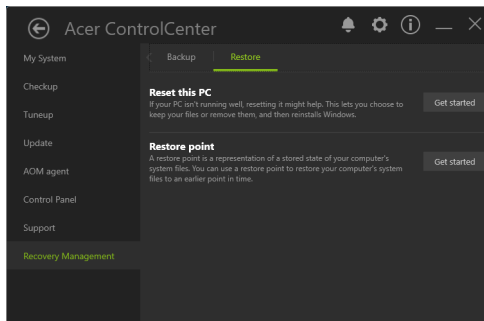 Acer ControlCenter
My System
Checkup
Tuneup
Update
AOM agent
Control Panel
Support
Recovery Management
Backup
Restore
Reset this PC
If your PC isn't running well, resetting it might help. This lets you choose to
keep your files or remove them, and then reinstalls Windows.
Get started
Restore point
A restore point is a representation of a stored state of your computer's
system files. You can use a restore point to restore your computer's system
files to an earlier point in time.
Get started